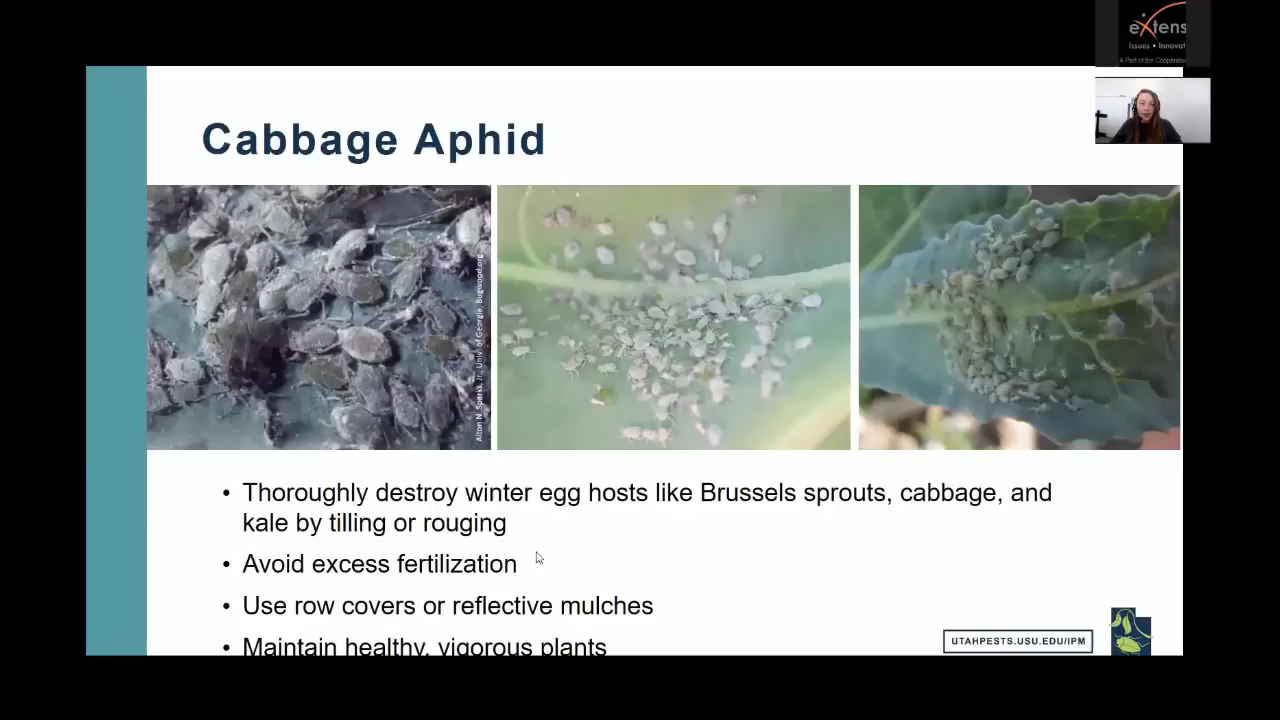 eXtens
Issues • Innovat
A Part of the Cooperativ
Cabbage Aphid
Alton N. Sparks, Jr., Univ. of Georgia, Bugwood.org
• Thoroughly destroy winter egg hosts like Brussels sprouts, cabbage, and
kale by tilling or rouging
• Avoid excess fertilization
• Use row covers or reflective mulches
• Maintain healthy, vigorous plants
UTAHPESTS.USU.EDU/IPM